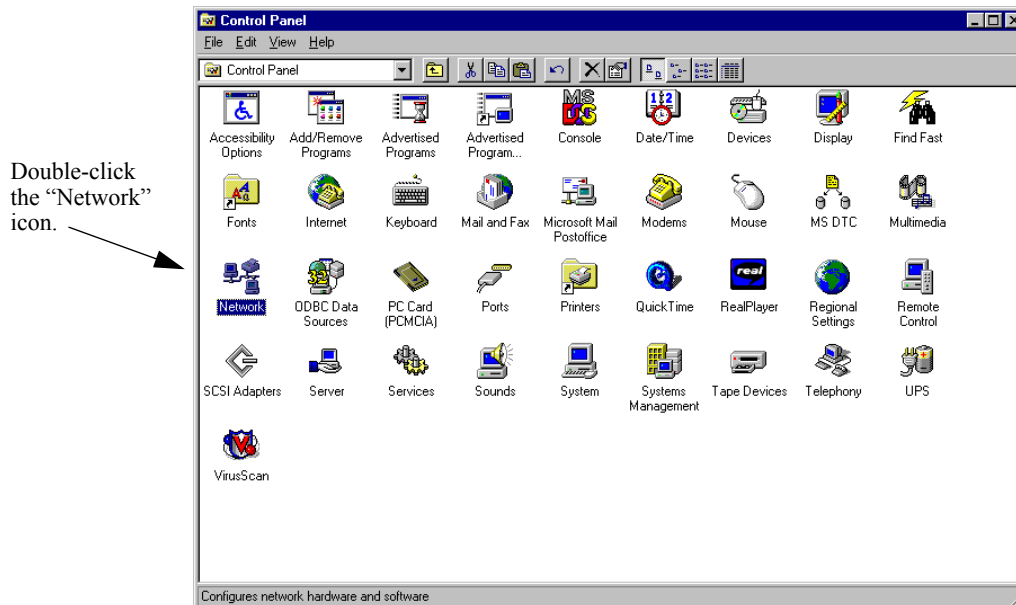 Control Panel
File Edit View Help
Control Panel
Accessibility Options
Add/Remove Programs
Advertised Programs
Advertised Program...
Console
Date/Time
Devices
Display
Find Fast
Double-click
the “Network”
icon.
Fonts
Internet
Keyboard
Mail and Fax
Microsoft Mail Postoffice
Modems
Mouse
MS DTC
Multimedia
Network
ODBC Data Sources
32
PC Card (PCMCIA)
Ports
Printers
QuickTime
real
RealPlayer
Regional Settings
Remote Control
SCSI Adapters
Server
Services
Sounds
System
Systems Management
Tape Devices
Telephony
UPS
VirusScan
Configures network hardware and software